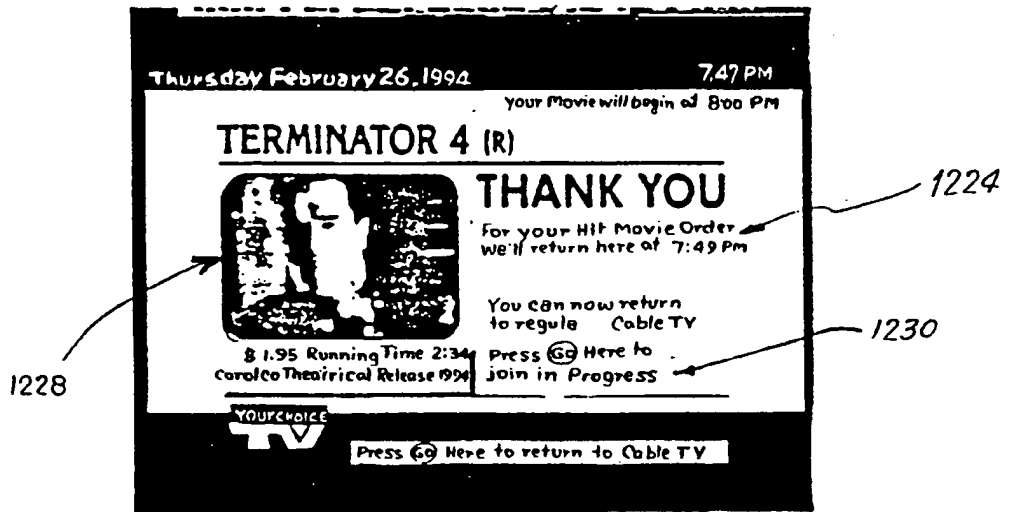 Thursday February 26, 1994 7.47 PM
Your Movie will begin at 8:00 PM
TERMINATOR 4 (R)
THANK YOU
1224
For your Hit Movie Order
We'll return here at 7:49 PM
You can now return
to regula Cable TV
1230
Press Go Here to
join in Progress
1228
$ 1.95 Running Time 2:34
Carolco Theairical Release 1994
YOUR CHOICE
TV
Press Go Here to return to Cable TV